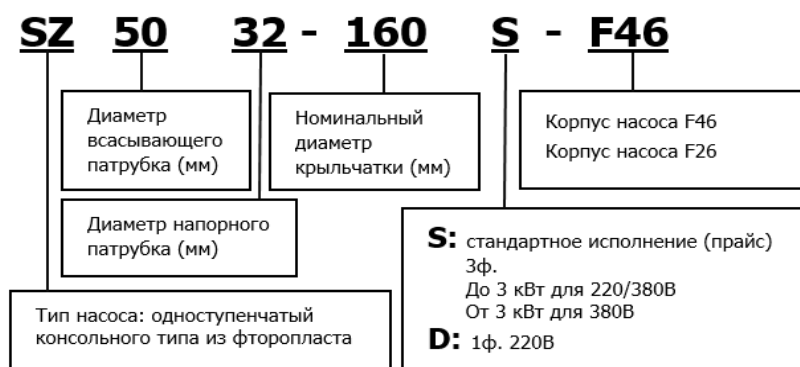 SZ 50 32 - 160 S - F46
Диаметр
всасывающего
патрубка (мм)
Номинальный
диаметр
крыльчатки (мм)
Корпус насоса F46
Корпус насоса F26
Диаметр напорного
патрубка (мм)
S: стандартное исполнение (прайс)
3ф.
До 3 кВт для 220/380В
От 3 кВт для 380В
D: 1ф. 220В
Тип насоса: одноступенчатый
консольного типа из фторопласта